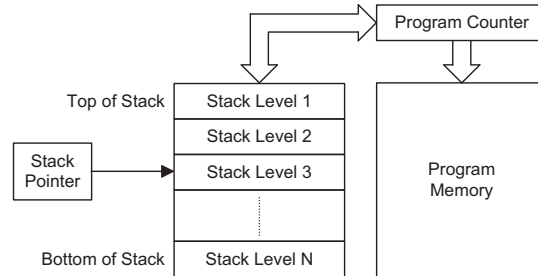 Program Counter
Top of Stack
Stack Level 1
Stack Level 2
Stack
Pointer
Stack Level 3
Program
Memory
Bottom of Stack
Stack Level N